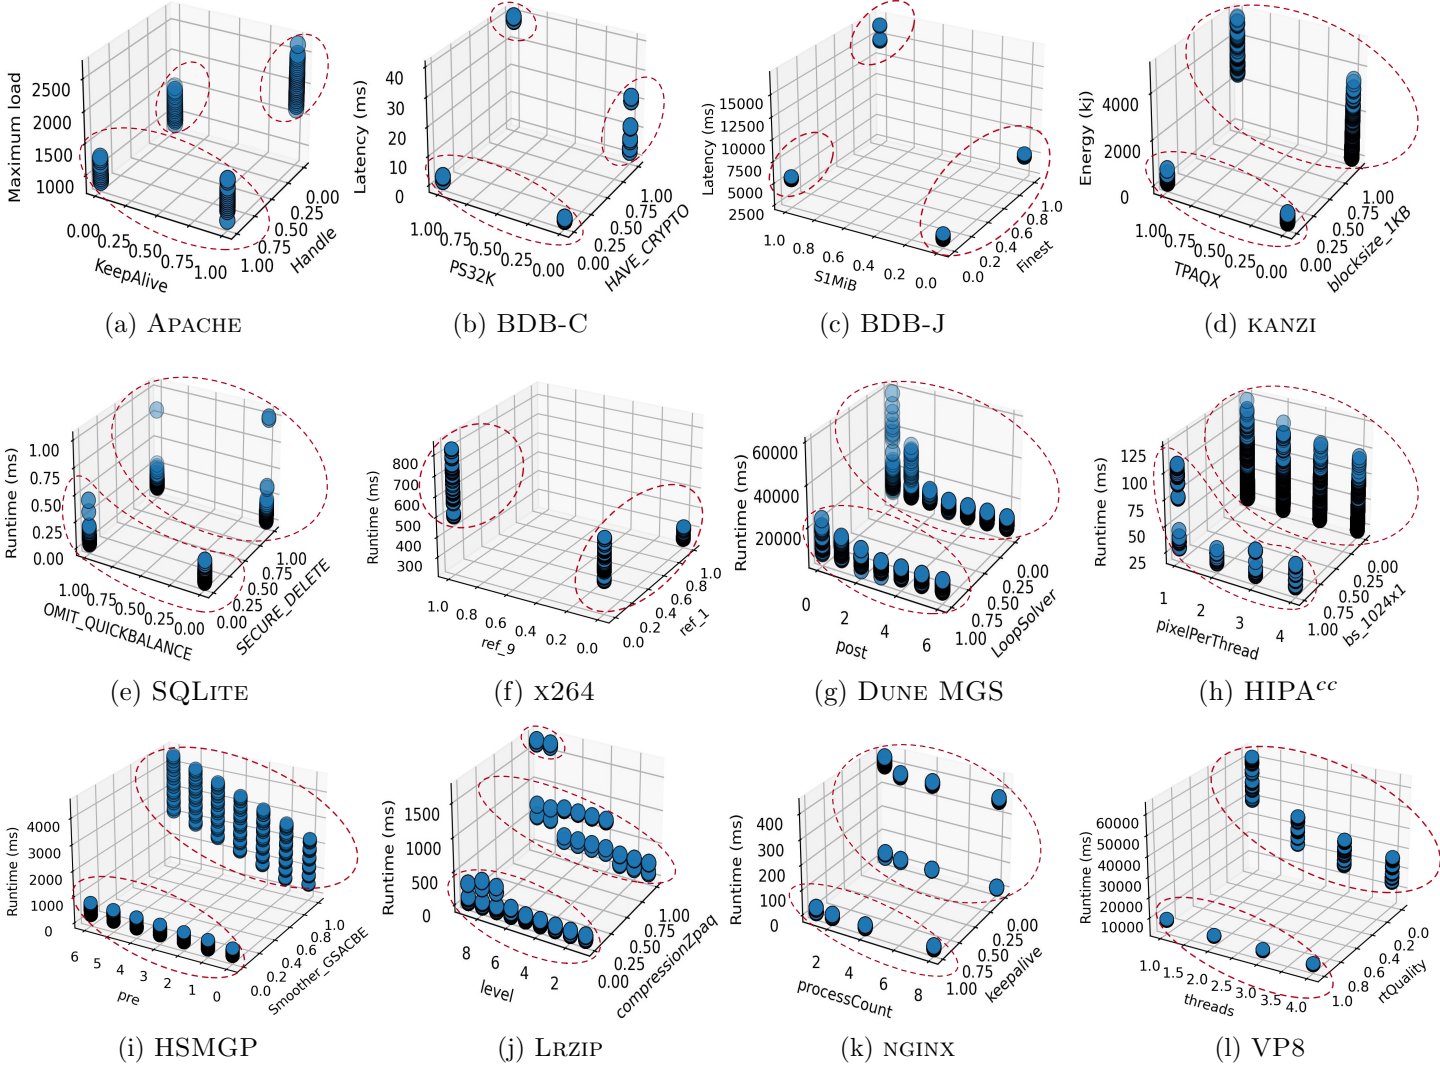 Maximum load
2500
2000
1500
1000
0.00 0.25 0.50 0.75 1.00
KeepAlive
0.00
0.25
0.50
0.75
1.00
Handle
(a) APACHE
Latency (ms)
40
30
20
10
0
1.00 0.75 0.50 0.25 0.00
PS32K
1.00
0.75
0.50
0.25
0.00
HAVE_CRYPTO
(b) BDB-C
Latency (ms)
15000
12500
10000
7500
5000
2500
1.0 0.8 0.6 0.4 0.2 0.0
S1MiB
1.0
0.8
0.6
0.4
0.2
0.0
Finest
(c) BDB-J
Energy (kj)
4000
2000
0
1.00 0.75 0.50 0.25 0.00
TPAQX
1.00
0.75
0.50
0.25
0.00
blocksize_1KB
(d) KANZI
Runtime (ms)
1.00
0.75
0.50
0.25
0.00
1.00 0.75 0.50 0.25 0.00
OMIT_QUICKBALANCE
1.00
0.75
0.50
0.25
0.00
SECURE_DELETE
(e) SQLITE
Runtime (ms)
800
700
600
500
400
300
1.0 0.8 0.6 0.4 0.2 0.0
ref_9
1.0
0.8
0.6
0.4
0.2
0.0
ref_1
(f) X264
Runtime (ms)
60000
40000
20000
0 2 4 6
post
0.00
0.25
0.50
0.75
1.00
LoopSolver
(g) DUNE MGS
Runtime (ms)
125
100
75
50
25
1 2 3 4
pixelPerThread
0.00
0.25
0.50
0.75
1.00
bs_1024x1
(h) HIPAcc
Runtime (ms)
4000
3000
2000
1000
0
6 5 4 3 2 1 0
pre
1.0
0.8
0.6
0.4
0.2
0.0
Smoother_GSACBE
(i) HSMGP
Runtime (ms)
1500
1000
500
0
8 6 4 2
level
1.00
0.75
0.50
0.25
0.00
compressionZpaq
(j) LRZIP
Runtime (ms)
400
300
200
100
0
2 4 6 8
processCount
0.00
0.25
0.50
0.75
1.00
keepalive
(k) NGINX
Runtime (ms)
60000
50000
40000
30000
20000
10000
1.0 1.5 2.0 2.5 3.0 3.5 4.0
threads
0.0
0.2
0.4
0.6
0.8
1.0
rtQuality
(l) VP8